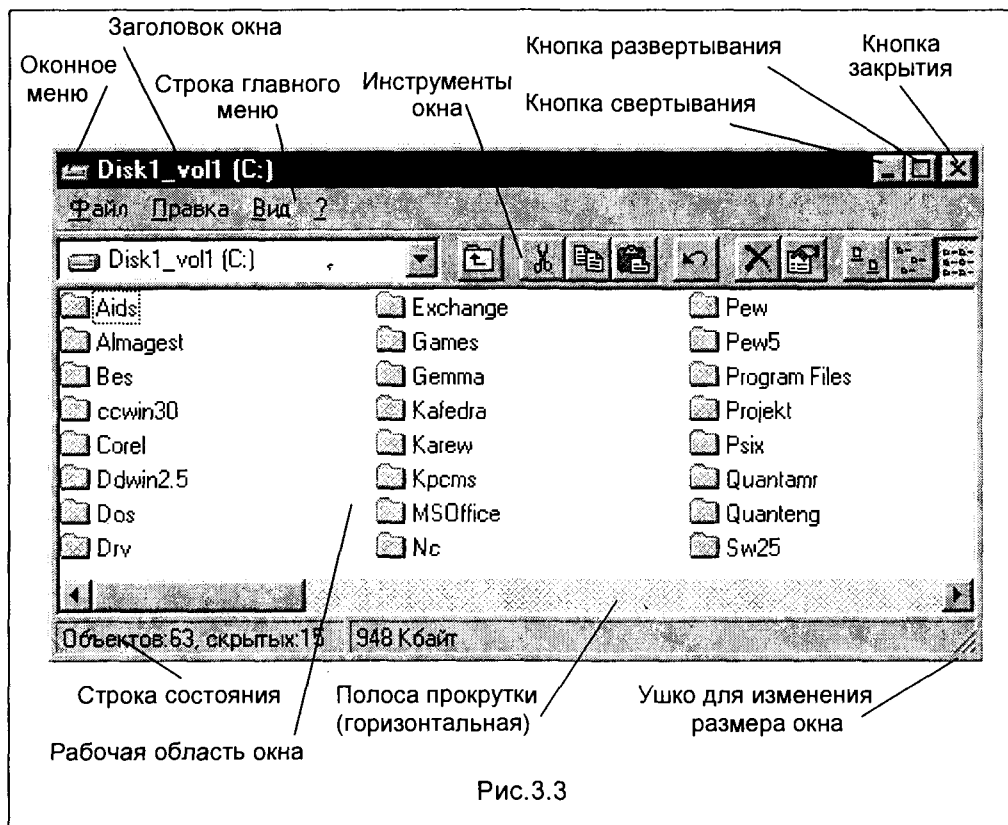 Заголовок окна
Оконное
меню
Строка главного
меню
Инструменты
окна
Кнопка развертывания
Кнопка свертывания
Кнопка
закрытия
Disk1_vol1 (C:)
Файл Правка Вид ?
Disk1_vol1 (C:)
Aids
Almagest
Bes
ccwin30
Corel
Ddwin2.5
Dos
Drv
Exchange
Games
Gemma
Kafedra
Karew
Kpcms
MSOffice
Nc
Pew
Pew5
Program Files
Projekt
Psix
Quantamr
Quanteng
Sw25
Объектов:63, скрытых:15
948 Кбайт
Строка состояния
Рабочая область окна
Полоса прокрутки
(горизонтальная)
Ушко для изменения
размера окна
Рис.3.3